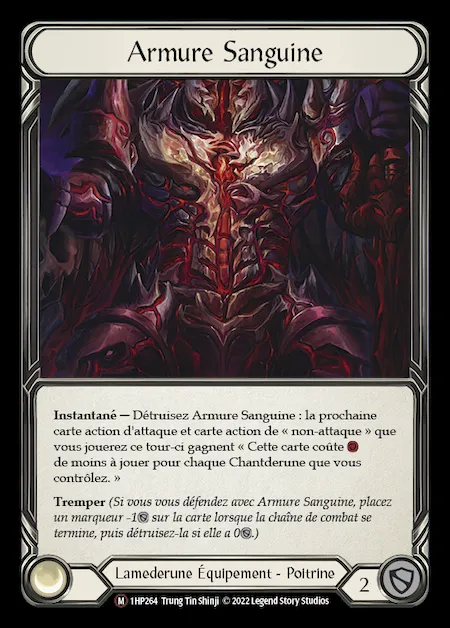 Armure Sanguine
Instantané — Détruisez Armure Sanguine : la prochaine
carte action d'attaque et carte action de « non-attaque » que
vous jouerez ce tour-ci gagnent « Cette carte coûte
de moins à jouer pour chaque Chantderune que vous
contrôlez. »
Tremper (Si vous vous défendez avec Armure Sanguine, placez
un marqueur -1 sur la carte lorsque la chaîne de combat se
termine, puis détruisez-la si elle a 0.)
Lamederune Équipement - Poitrine
2
M 1HP264 Trung Tin Shinji © 2022 Legend Story Studios